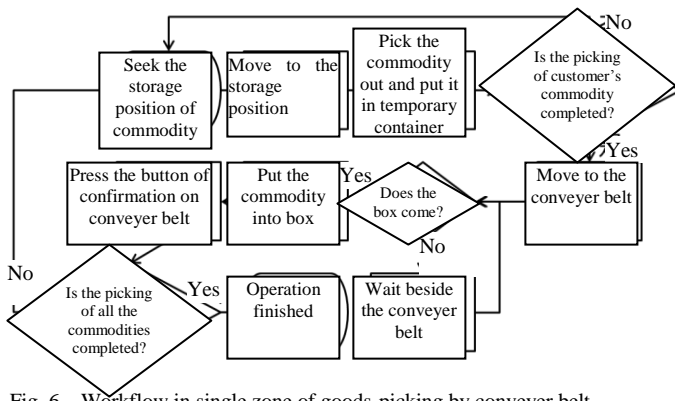 No
Seek the
storage
position of
commodity
Move to the
storage
position
Pick the
commodity
out and put it
in temporary
container
Is the picking
of customer's
commodity
completed?
Yes
Move to the
conveyer belt
Does the
box come?
Yes
No
Put the
commodity
into box
Press the button of
confirmation on
conveyer belt
No
Is the picking
of all the
commodities
completed?
Yes
Operation
finished
Wait beside
the conveyer
belt
Fig. 6 Workflow in single zone of goods-picking by conveyer belt